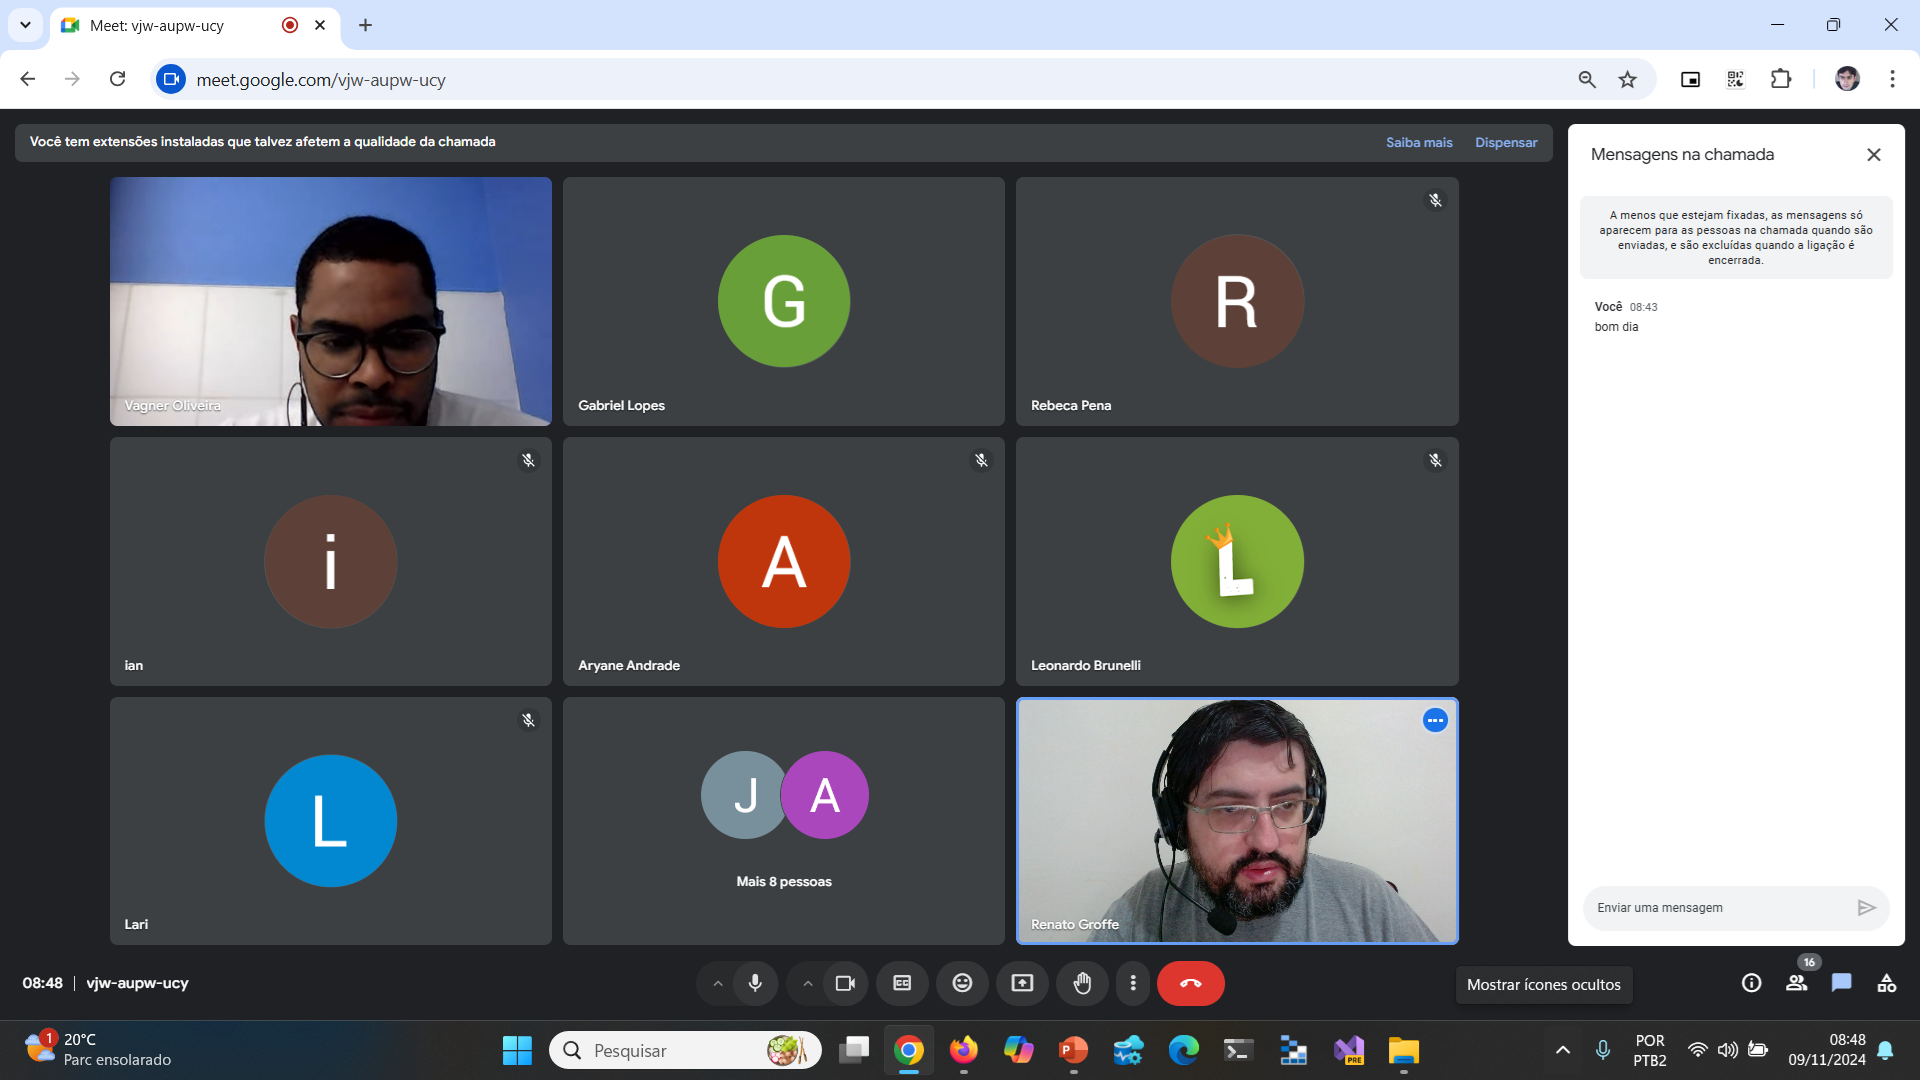 Meet: vjw-aupw-ucy
meet.google.com/vjw-aupw-ucy
Você tem extensões instaladas que talvez afetem a qualidade da chamada
Saiba mais
Dispensar
Vagner Oliveira
G
Gabriel Lopes
R
Rebeca Pena
i
ian
A
Aryane Andrade
L
Leonardo Brunelli
L
Lari
J
A
Mais 8 pessoas
Renato Groffe
Mensagens na chamada
A menos que estejam fixadas, as mensagens só
aparecem para as pessoas na chamada quando são
enviadas, e são excluídas quando a ligação é
encerrada.
Você 08:43
bom dia
Enviar uma mensagem
08:48 | vjw-aupw-ucy
CC
Mostrar ícones ocultos
16
1
20°C
Parc ensolarado
Pesquisar
P
PRE
POR
PTB2
08:48
09/11/2024